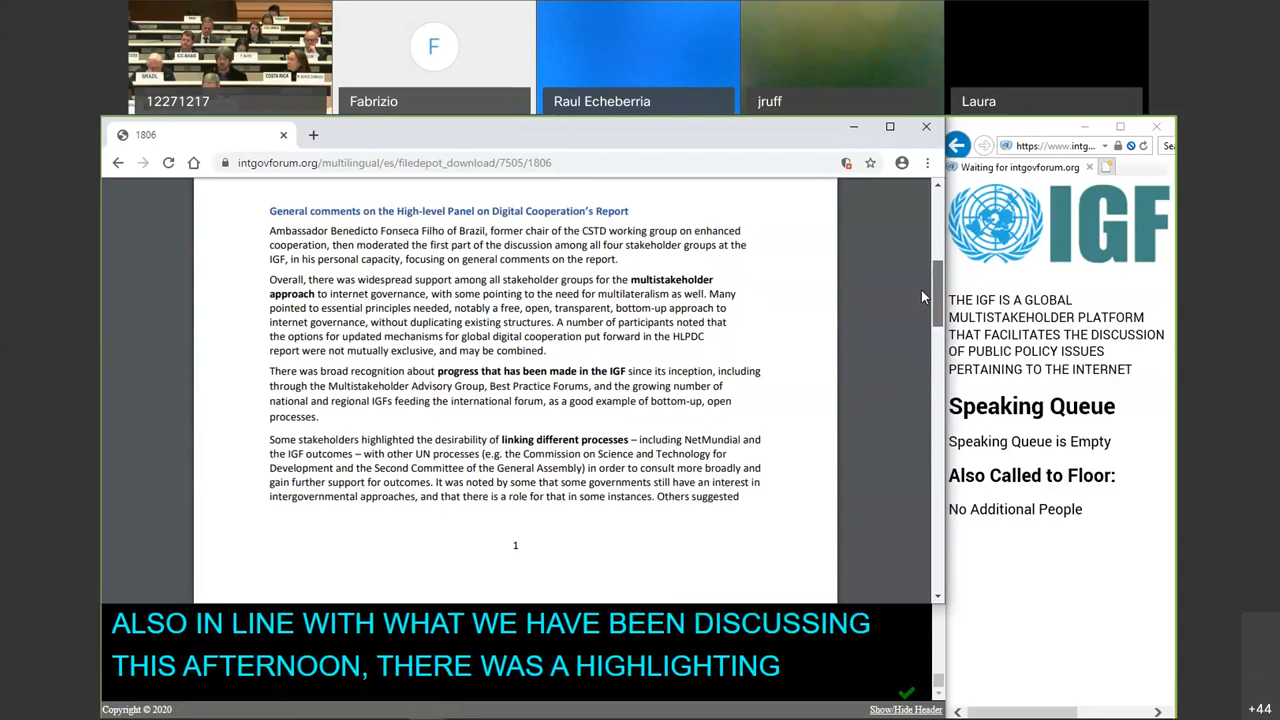 BRAZIL
ICC-BASIS
COSTA RICA
12271217
F
Fabrizio
Raul Echeberria
jruff
Laura
1806
intgovforum.org/multilingual/es/filedepot_download/7505/1806
General comments on the High-level Panel on Digital Cooperation's Report
Ambassador Benedicto Fonseca Filho of Brazil, former chair of the CSTD working group on enhanced
cooperation, then moderated the first part of the discussion among all four stakeholder groups at the
IGF, in his personal capacity, focusing on general comments on the report.
Overall, there was widespread support among all stakeholder groups for the multistakeholder
approach to internet governance, with some pointing to the need for multilateralism as well. Many
pointed to essential principles needed, notably a free, open, transparent, bottom-up approach to
internet governance, without duplicating existing structures. A number of participants noted that
the options for updated mechanisms for global digital cooperation put forward in the HLPDC
report were not mutually exclusive, and may be combined.
There was broad recognition about progress that has been made in the IGF since its inception, including
through the Multistakeholder Advisory Group, Best Practice Forums, and the growing number of
national and regional IGFs feeding the international forum, as a good example of bottom-up, open
processes.
Some stakeholders highlighted the desirability of linking different processes – including NetMundial and
the IGF outcomes – with other UN processes (e.g. the Commission on Science and Technology for
Development and the Second Committee of the General Assembly) in order to consult more broadly and
gain further support for outcomes. It was noted by some that some governments still have an interest in
intergovernmental approaches, and that there is a role for that in some instances. Others suggested
1
https://www.intg...
Sea
Waiting for intgovforum.org
IGF
THE IGF IS A GLOBAL
MULTISTAKEHOLDER PLATFORM
THAT FACILITATES THE DISCUSSION
OF PUBLIC POLICY ISSUES
PERTAINING TO THE INTERNET
Speaking Queue
Speaking Queue is Empty
Also Called to Floor:
No Additional People
ALSO IN LINE WITH WHAT WE HAVE BEEN DISCUSSING
THIS AFTERNOON, THERE WAS A HIGHLIGHTING
Copyright © 2020
Show/Hide Header
+44